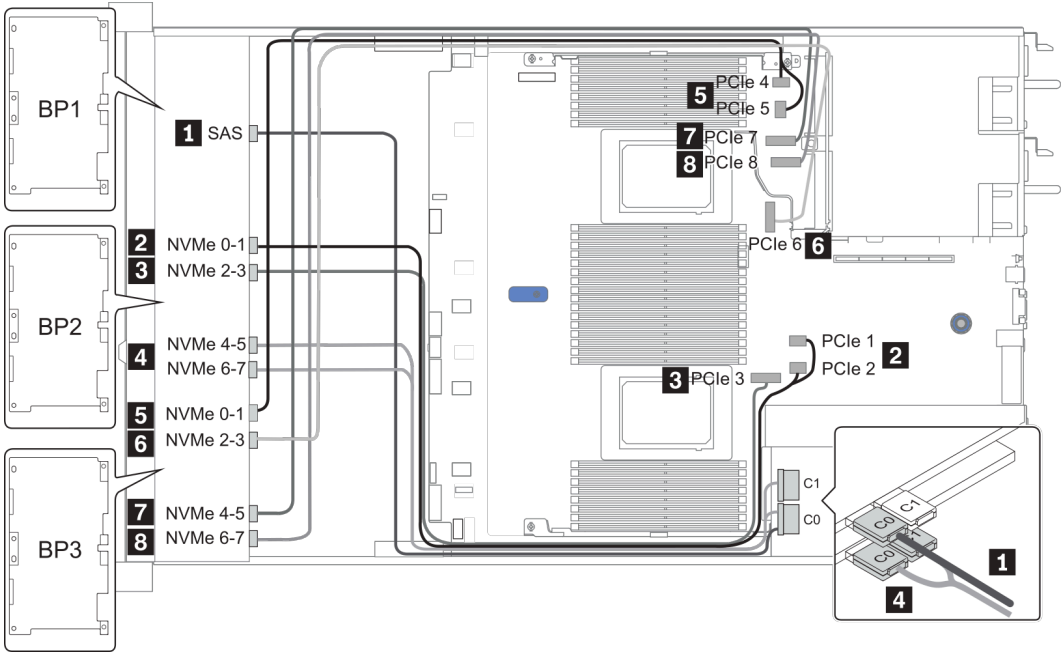 BP1
1 SAS
2 NVMe 0-1
3 NVMe 2-3
BP2
4 NVMe 4-5
NVMe 6-7
5 NVMe 0-1
6 NVMe 2-3
BP3
7 NVMe 4-5
8 NVMe 6-7
5 PCIe 4
PCIe 5
7 PCIe 7
8 PCIe 8
PCIe 6 6
PCIe 1 2
PCIe 2
3 PCIe 3
C1
C0
C1
C0
C1
C0
1
4